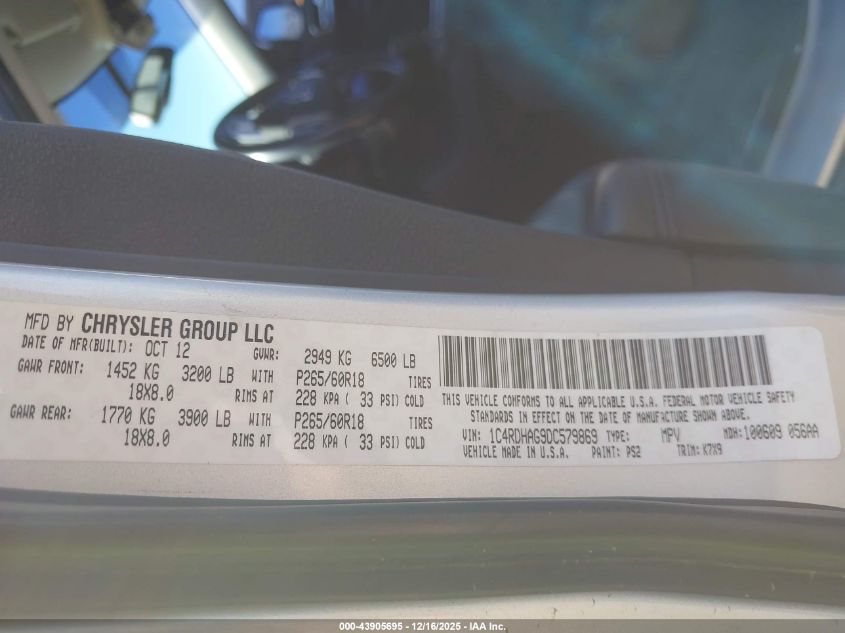 MFD BY CHRYSLER GROUP LLC
DATE OF MFR(BUILT): OCT 12 GVWR: 2949 KG 6500 LB
GAWR FRONT: 1452 KG 3200 LB WITH P265/60R18 TIRES
18X8.0 RIMS AT 228 KPA ( 33 PSI) COLD
GAWR REAR: 1770 KG 3900 LB WITH P265/60R18 TIRES
18X8.0 RIMS AT 228 KPA ( 33 PSI) COLD
THIS VEHICLE CONFORMS TO ALL APPLICABLE U.S.A. FEDERAL MOTOR VEHICLE SAFETY
STANDARDS IN EFFECT ON THE DATE OF MANUFACTURE SHOWN ABOVE.
VIN: 1C4RDHAG9DC579869 TYPE: MPV MDH:100609 056AA
VEHICLE MADE IN U.S.A. PAINT: PS2 TRIM: K7X9
000-43905695 - 12/16/2025 - IAA Inc.